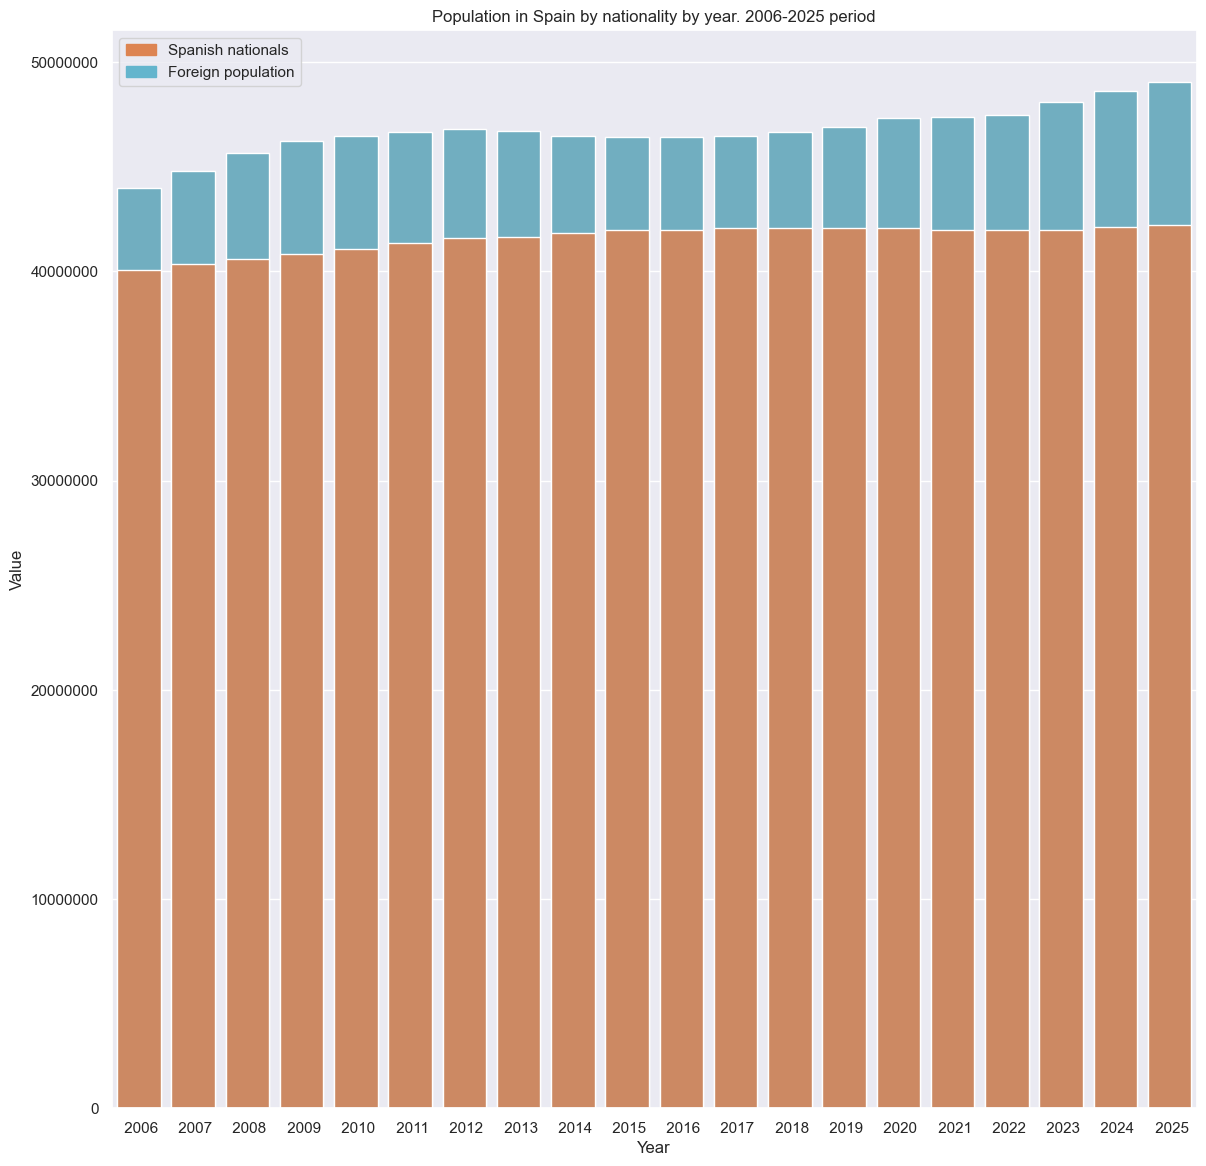 Population in Spain by nationality by year. 2006-2025 period
Spanish nationals
Foreign population
50000000
40000000
30000000
20000000
10000000
0
Value
2006 2007 2008 2009 2010 2011 2012 2013 2014 2015 2016 2017 2018 2019 2020 2021 2022 2023 2024 2025
Year